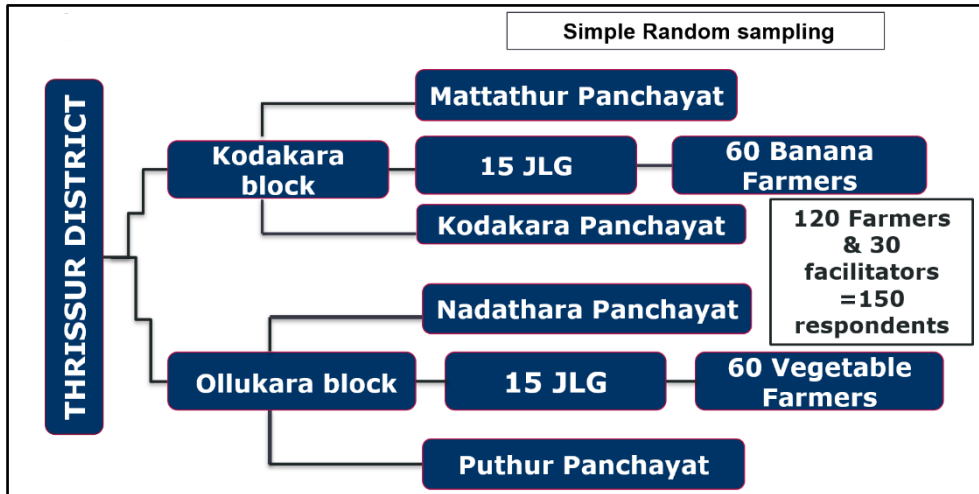 Simple Random sampling
THRISSUR DISTRICT
Kodakara
block
Mattathur Panchayat
15 JLG
60 Banana
Farmers
Kodakara Panchayat
120 Farmers
& 30
facilitators
=150
respondents
Nadathara Panchayat
Ollukara block
15 JLG
60 Vegetable
Farmers
Puthur Panchayat